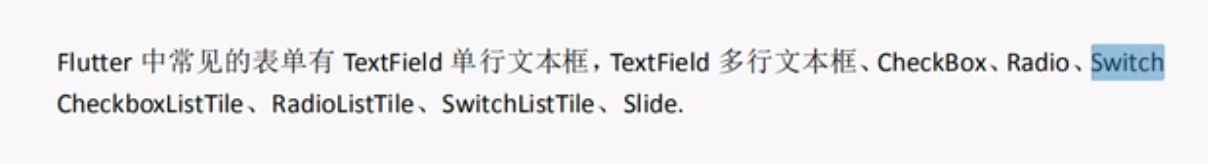 Flutter 中常见的表单有 TextField 单行文本框，TextField 多行文本框、CheckBox、Radio、Switch
CheckboxListTile、RadioListTile、SwitchListTile、Slide.